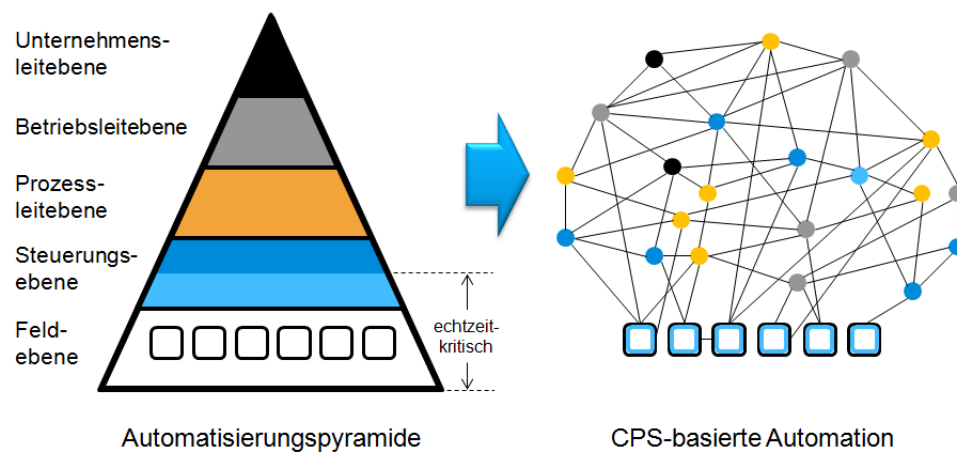 Unternehmens-
leitebene
Betriebsleitebene
Prozess-
leitebene
Steuerungs-
ebene
Feld-
ebene
echtzeit-
kritisch
Automatisierungspyramide
CPS-basierte Automation